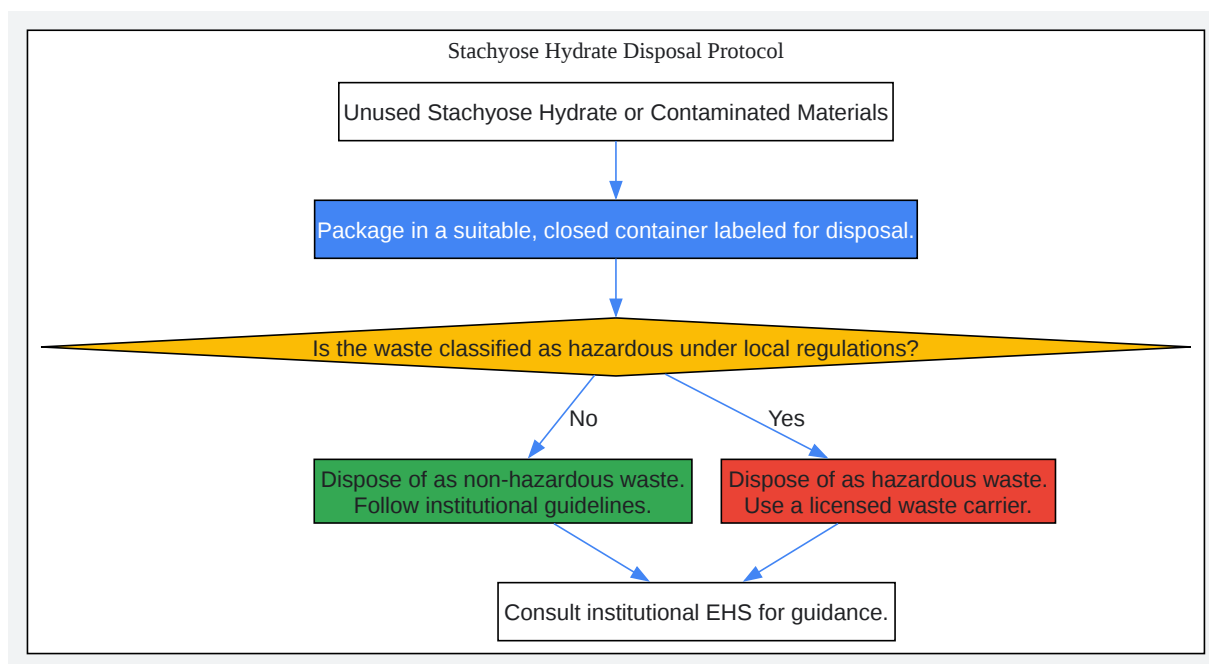 Stachyose Hydrate Disposal Protocol
Unused Stachyose Hydrate or Contaminated Materials
Package in a suitable, closed container labeled for disposal.
Is the waste classified as hazardous under local regulations?
No
Yes
Dispose of as non-hazardous waste.
Follow institutional guidelines.
Dispose of as hazardous waste.
Use a licensed waste carrier.
Consult institutional EHS for guidance.